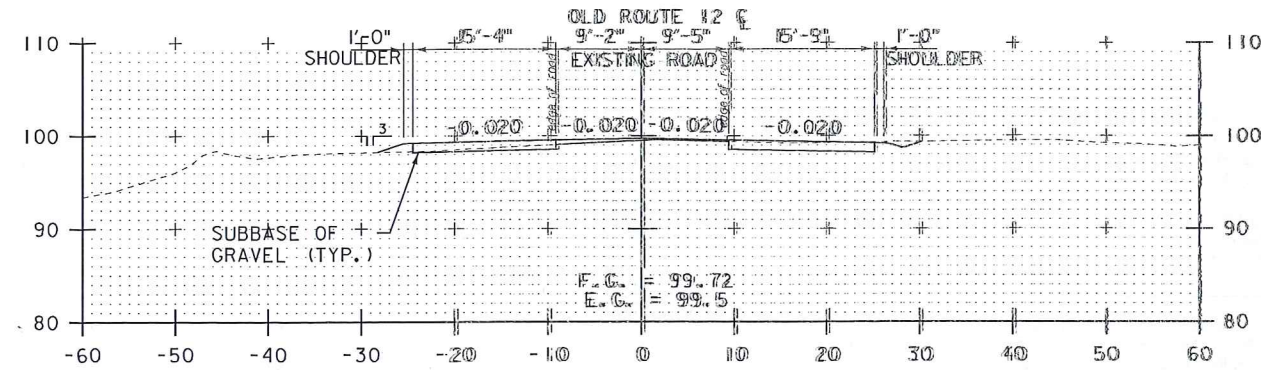 OLD ROUTE 12 ℄
1'-0" 15'-4" 9'-2" 9'-5" 1'-0"
SHOULDER EXISTING ROAD SHOULDER
edge of road edge of road
110 110
3
-0.020 -0.020 -0.020 -0.020
100 100
90 90
SUBBASE OF
GRAVEL (TYP.)
F.G. = 99.72
E.G. = 99.5
80 80
-60 -50 -40 -30 -20 -10 0 10 20 30 40 50 60